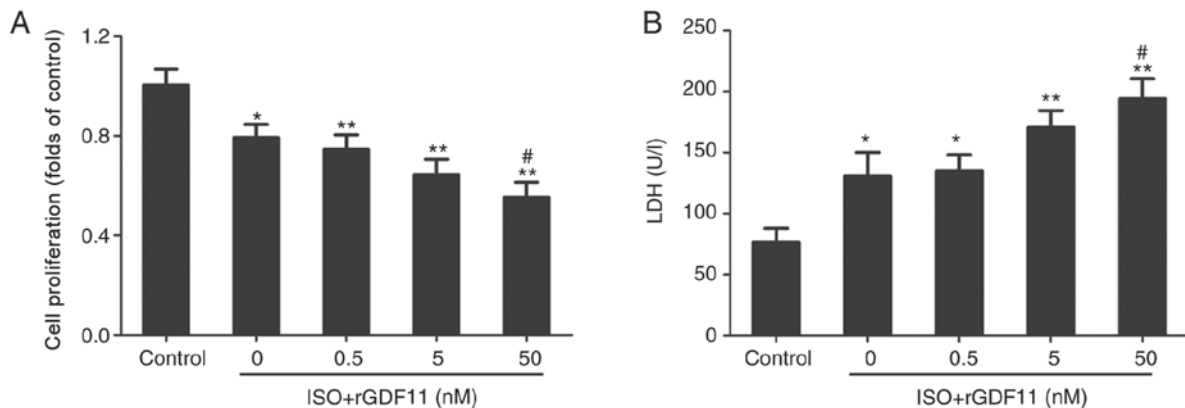 A
Cell proliferation (folds of control)
1.2
0.8
0.4
0.0
*
**
**
#
**
Control 0 0.5 5 50
ISO+rGDF11 (nM)
B
LDH (U/l)
250
200
150
100
50
0
*
*
**
#
**
Control 0 0.5 5 50
ISO+rGDF11 (nM)